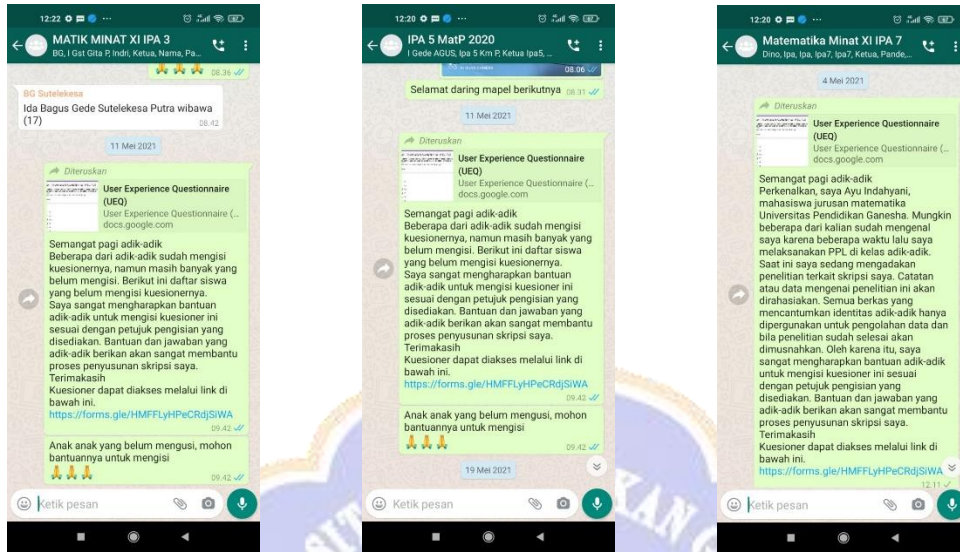 12:22
MATIK MINAT XI IPA 3
BG, I Gst Gita P, Indri, Ketua, Nama, Pa...
08.36
BG Sutelekesa
Ida Bagus Gede Sutelekesa Putra wibawa
(17)
08.42
11 Mei 2021
Diteruskan
User Experience Questionnaire
(UEQ)
User Experience Questionnaire (...
docs.google.com
Semangat pagi adik-adik
Beberapa dari adik-adik sudah mengisi
kuesionernya, namun masih banyak yang
belum mengisi. Berikut ini daftar siswa
yang belum mengisi kuesionernya.
Saya sangat mengharapkan bantuan
adik-adik untuk mengisi kuesioner ini
sesuai dengan petujuk pengisian yang
disediakan. Bantuan dan jawaban yang
adik-adik berikan akan sangat membantu
proses penyusunan skripsi saya.
Terimakasih
Kuesioner dapat diakses melalui link di
bawah ini.
https://forms.gle/HMFFLyHPeCRdjSiWA
09.42
Anak anak yang belum mengusi, mohon
bantuannya untuk mengisi
09.42
Ketik pesan
12:20
IPA 5 MatP 2020
I Gede AGUS, Ipa 5 Km P, Ketua Ipa5, ...
08.06
Selamat daring mapel berikutnya
08.31
11 Mei 2021
Diteruskan
User Experience Questionnaire
(UEQ)
User Experience Questionnaire (...
docs.google.com
Semangat pagi adik-adik
Beberapa dari adik-adik sudah mengisi
kuesionernya, namun masih banyak yang
belum mengisi. Berikut ini daftar siswa
yang belum mengisi kuesionernya.
Saya sangat mengharapkan bantuan
adik-adik untuk mengisi kuesioner ini
sesuai dengan petujuk pengisian yang
disediakan. Bantuan dan jawaban yang
adik-adik berikan akan sangat membantu
proses penyusunan skripsi saya.
Terimakasih
Kuesioner dapat diakses melalui link di
bawah ini.
https://forms.gle/HMFFLyHPeCRdjSiWA
09.42
Anak anak yang belum mengusi, mohon
bantuannya untuk mengisi
09.42
19 Mei 2021
Ketik pesan
12:20
Matematika Minat XI IPA 7
Dino, Ipa, Ipa, Ipa7, Ipa7, Ketua, Pande,...
4 Mei 2021
Diteruskan
User Experience Questionnaire
(UEQ)
User Experience Questionnaire (...
docs.google.com
Semangat pagi adik-adik
Perkenalkan, saya Ayu Indahyani,
mahasiswa jurusan matematika
Universitas Pendidikan Ganesha. Mungkin
beberapa dari kalian sudah mengenal
saya karena beberapa waktu lalu saya
melaksanakan PPL di kelas adik-adik.
Saat ini saya sedang mengadakan
penelitian terkait skripsi saya. Catatan
atau data mengenai penelitian ini akan
dirahasiakan. Semua berkas yang
mencantumkan identitas adik-adik hanya
dipergunakan untuk pengolahan data dan
bila penelitian sudah selesai akan
dimusnahkan. Oleh karena itu, saya
sangat mengharapkan bantuan adik-adik
untuk mengisi kuesioner ini sesuai
dengan petujuk pengisian yang
disediakan. Bantuan dan jawaban yang
adik-adik berikan akan sangat membantu
proses penyusunan skripsi saya.
Terimakasih
Kuesioner dapat diakses melalui link di
bawah ini.
https://forms.gle/HMFFLyHPeCRdjSiWA
12.11
Ketik pesan